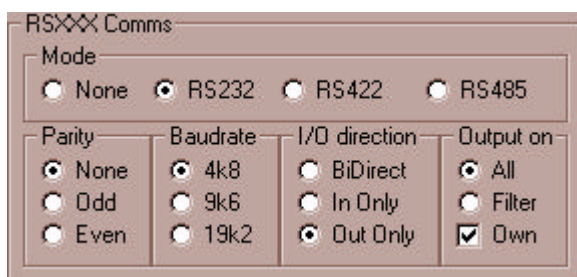 RSXXX Comms
Mode
None RS232 RS422 RS485
Parity Baudrate I/O direction Output on
None 4k8 BiDirect All
Odd 9k6 In Only Filter
Even 19k2 Out Only Own